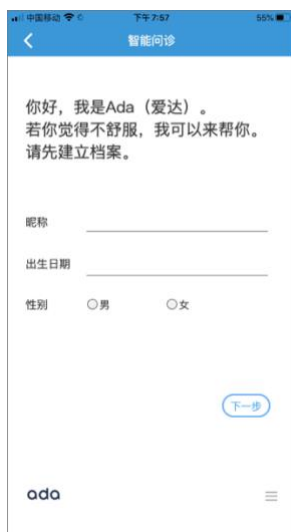 中国移动 下午7:57 55%
智能问诊
你好，我是Ada（爱达）。
若你觉得不舒服，我可以来帮你。
请先建立档案。
昵称
出生日期
性别 男 女
下一步
ada